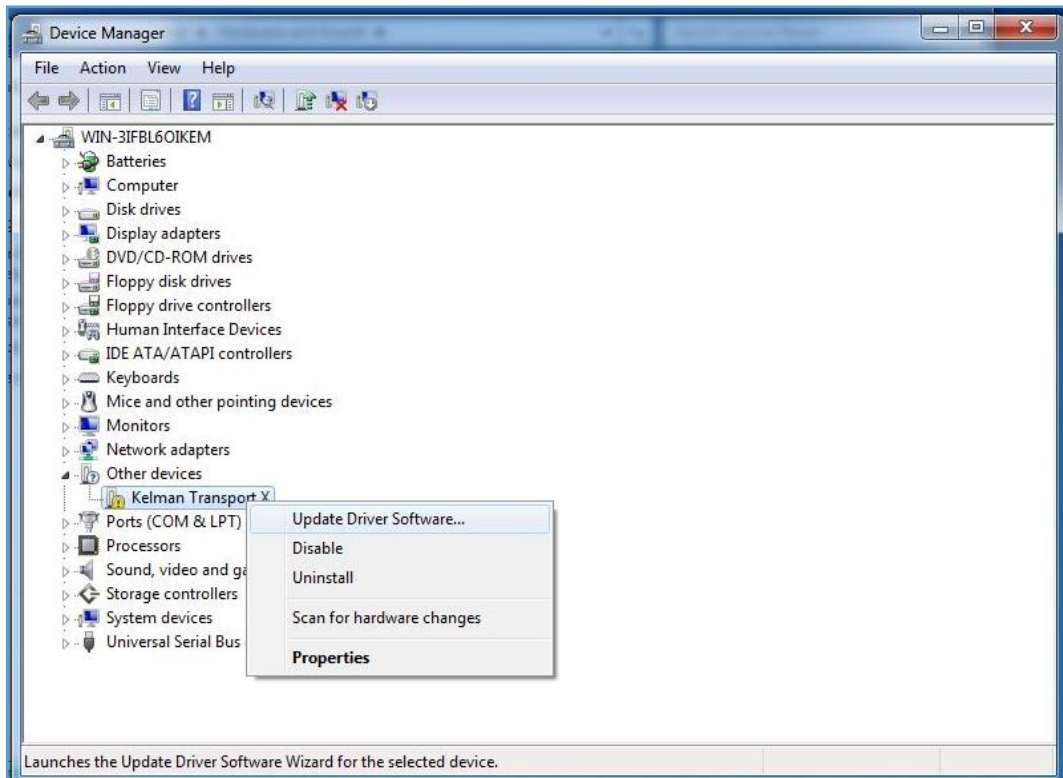 Device Manager
File Action View Help
WIN-3IFBL6OIKEM
Batteries
Computer
Disk drives
Display adapters
DVD/CD-ROM drives
Floppy disk drives
Floppy drive controllers
Human Interface Devices
IDE ATA/ATAPI controllers
Keyboards
Mice and other pointing devices
Monitors
Network adapters
Other devices
Kelman Transport X
Ports (COM & LPT)
Processors
Sound, video and ga
Storage controllers
System devices
Universal Serial Bus
Update Driver Software...
Disable
Uninstall
Scan for hardware changes
Properties
Launches the Update Driver Software Wizard for the selected device.